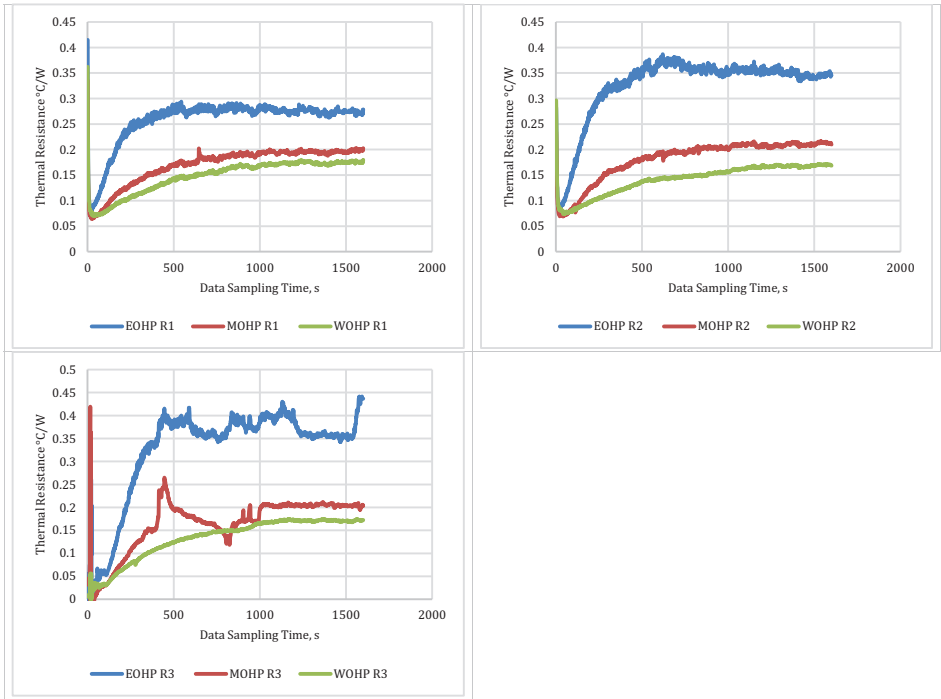 0.45
0.4
0.35
0.3
0.25
0.2
0.15
0.1
0.05
0
Thermal Resistance °C/W
0 500 1000 1500 2000
Data Sampling Time, s
EOHP R1 MOHP R1 WOHP R1
0.45
0.4
0.35
0.3
0.25
0.2
0.15
0.1
0.05
0
Thermal Resistance °C/W
0 500 1000 1500 2000
Data Sampling Time, s
EOHP R2 MOHP R2 WOHP R2
0.5
0.45
0.4
0.35
0.3
0.25
0.2
0.15
0.1
0.05
0
Thermal Resistance °C/W
0 500 1000 1500 2000
Data Sampling Time, s
EOHP R3 MOHP R3 WOHP R3